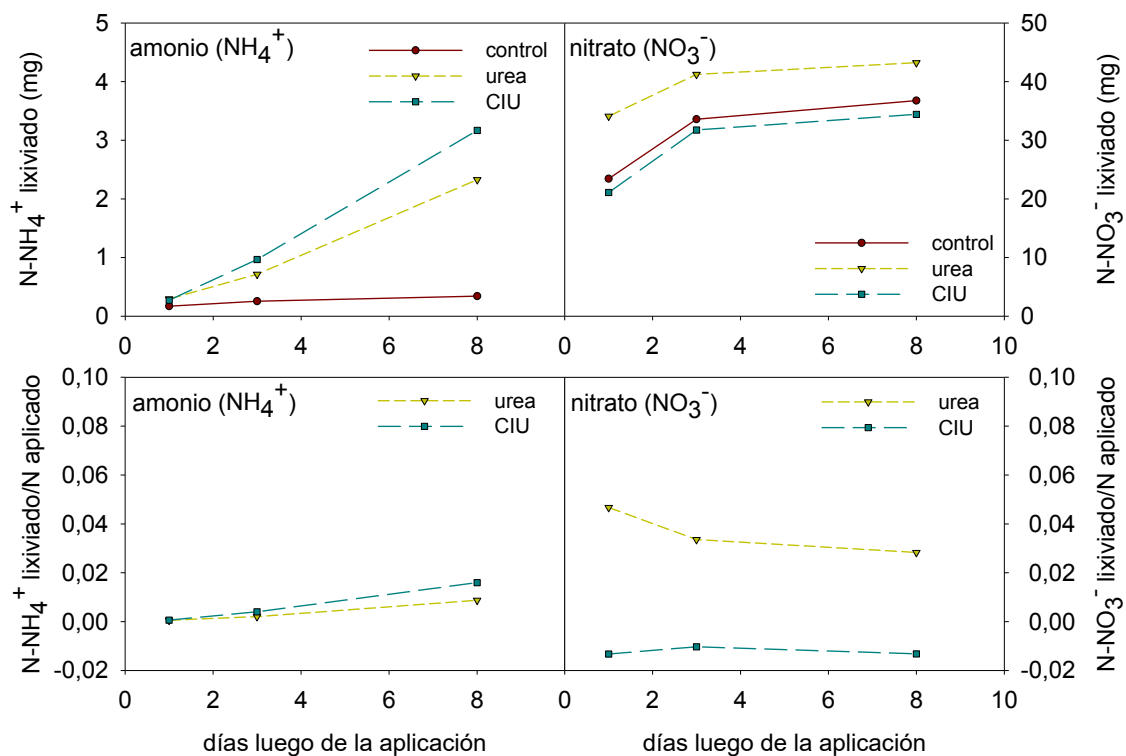 amonio (NH4+)
control
urea
CIU
N-NH4+ lixiviado (mg)
5
4
3
2
1
0
0 2 4 6 8
nitrato (NO3-)
control
urea
CIU
N-NO3- lixiviado (mg)
50
40
30
20
10
0
0 2 4 6 8 10
amonio (NH4+)
urea
CIU
N-NH4+ lixiviado/N aplicado
0,10
0,08
0,06
0,04
0,02
0,00
-0,02
0 2 4 6 8
días luego de la aplicación
nitrato (NO3-)
urea
CIU
N-NO3- lixiviado/N aplicado
0,10
0,08
0,06
0,04
0,02
0,00
-0,02
0 2 4 6 8 10
días luego de la aplicación